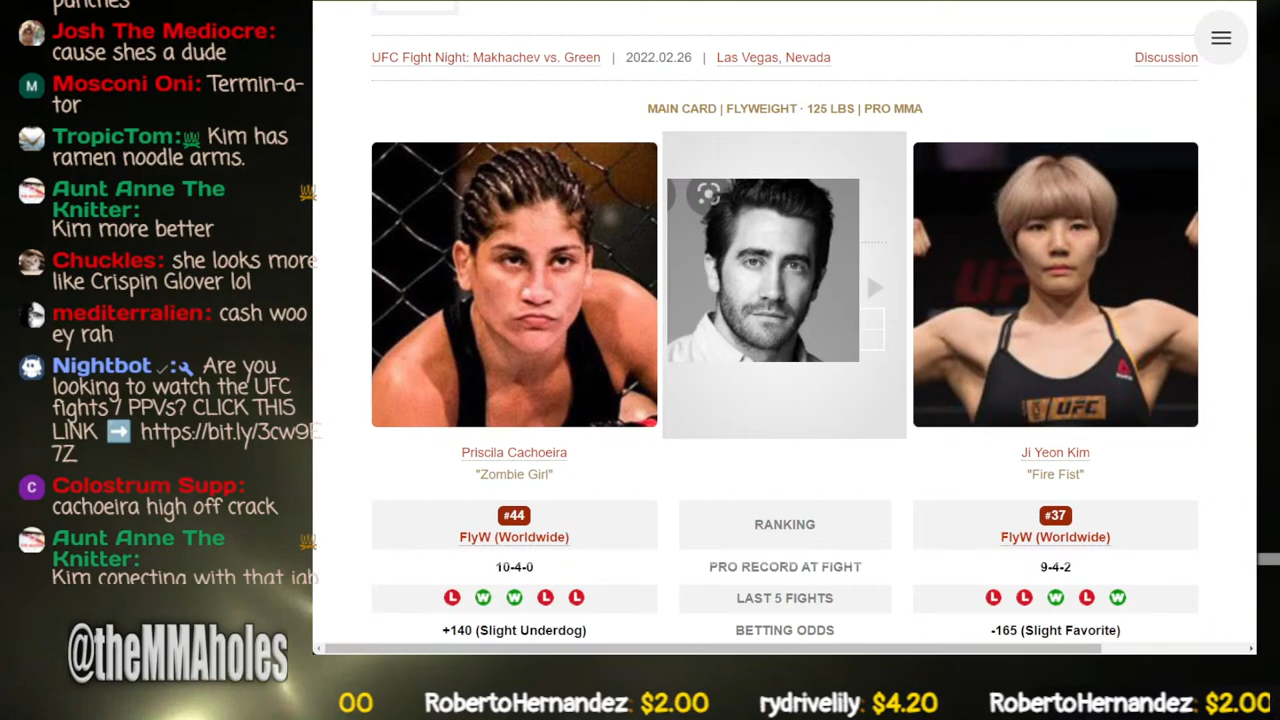 punches
Josh The Mediocre:
cause shes a dude
Mosconi Oni: Termin-a-
tor
TropicTom: Kim has
ramen noodle arms.
Aunt Anne The
Knitter:
Kim more better
Chuckles: she looks more
like Crispin Glover lol
mediterralien: cash woo
ey rah
Nightbot: Are you
looking to watch the UFC
fights / PPVs? CLICK THIS
LINK ➡ https://bit.ly/3cw9E
7Z
Colostrum Supp:
cachoeira high off crack
Aunt Anne The
Knitter:
Kim conecting with that jab
@theMMAholes
UFC Fight Night: Makhachev vs. Green | 2022.02.26 | Las Vegas, Nevada
Discussion
MAIN CARD | FLYWEIGHT · 125 LBS | PRO MMA
UFC
Priscila Cachoeira
"Zombie Girl"
Ji Yeon Kim
"Fire Fist"
#44
FlyW (Worldwide)
RANKING
#37
FlyW (Worldwide)
10-4-0
PRO RECORD AT FIGHT
9-4-2
L W W L L
LAST 5 FIGHTS
L L W L W
+140 (Slight Underdog)
BETTING ODDS
-165 (Slight Favorite)
00 RobertoHernandez: $2.00 rydrivelily: $4.20 RobertoHernandez: $2.00